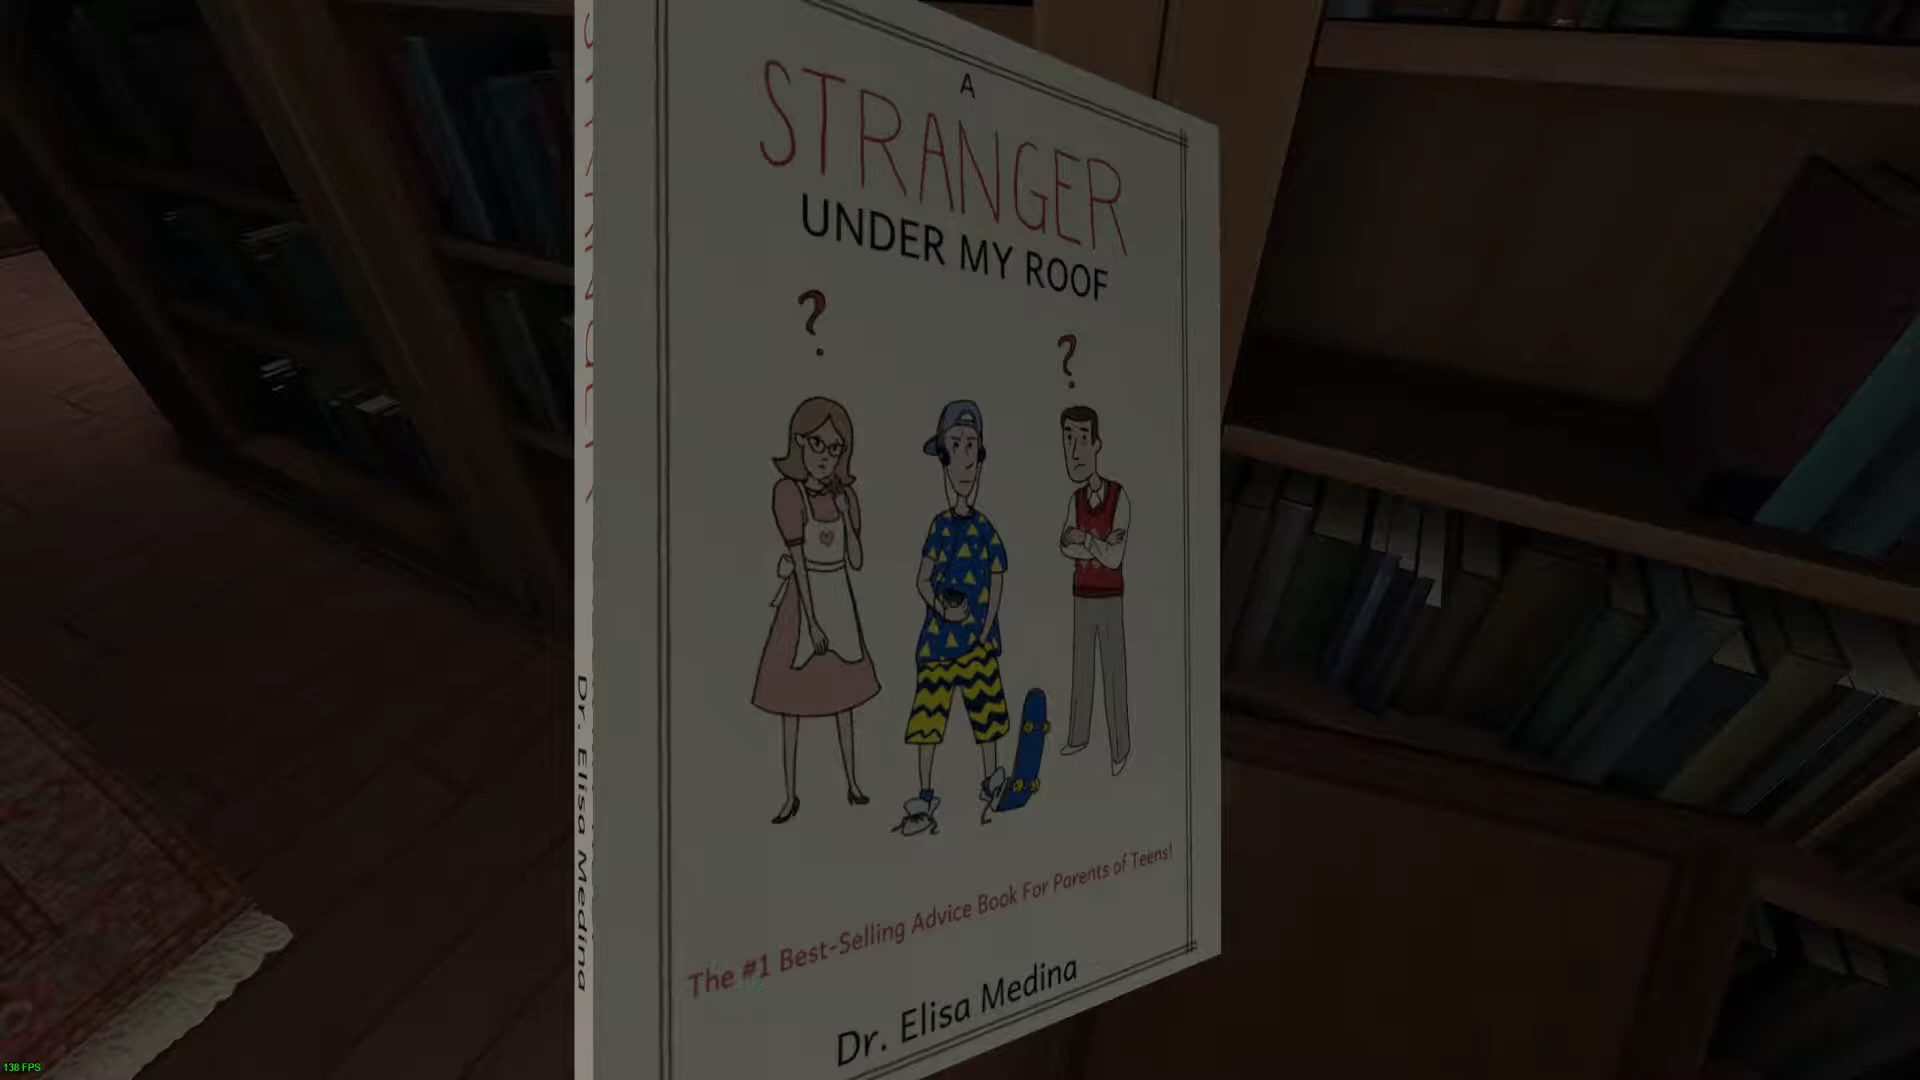 A
STRANGER
UNDER MY ROOF
?
?
The #1 Best-Selling Advice Book For Parents of Teens!
Dr. Elisa Medina
STRANGER
Dr. Elisa Medina
138 FPS